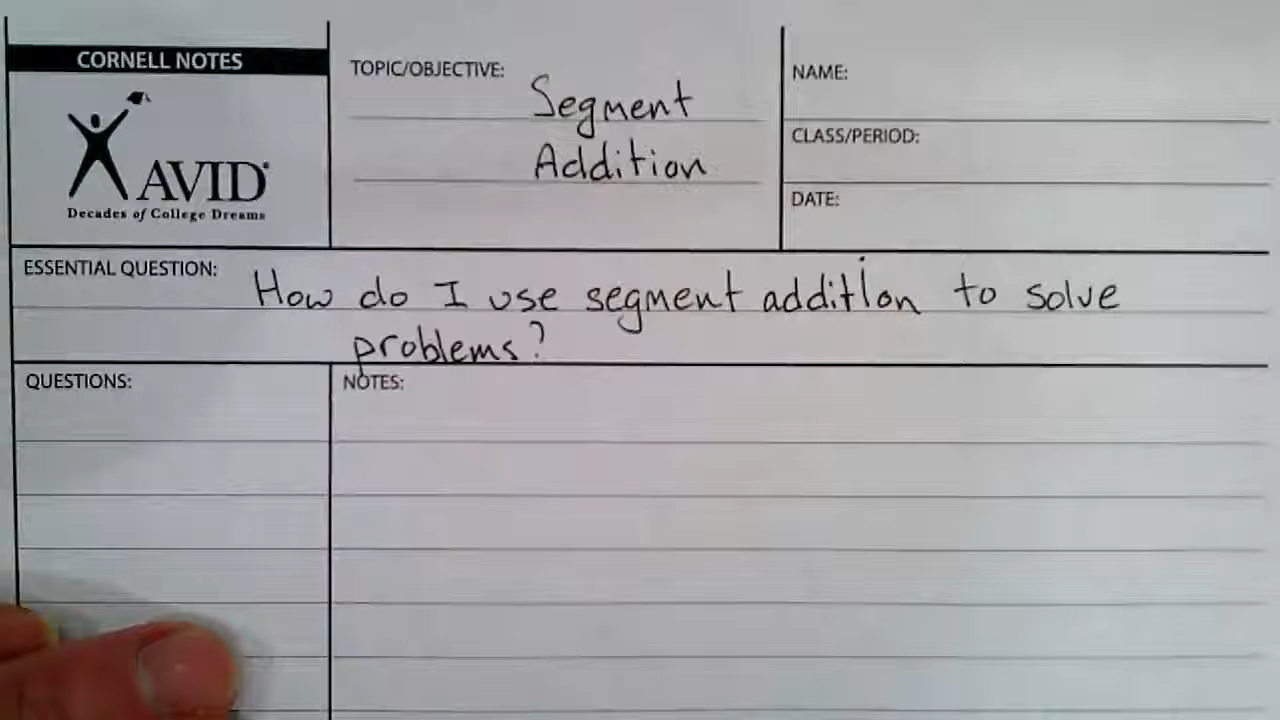 CORNELL NOTES
AVID®
Decades of College Dreams
TOPIC/OBJECTIVE:
Segment
Addition
NAME:
CLASS/PERIOD:
DATE:
ESSENTIAL QUESTION:
How do I use segment addition to solve
problems?
QUESTIONS:
NOTES: